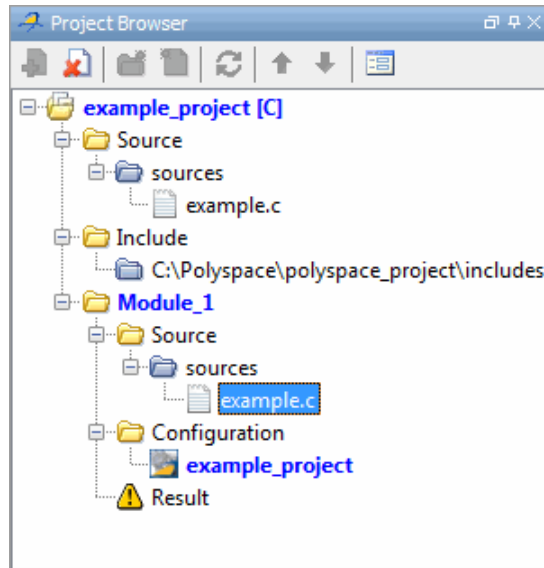 Project Browser
example_project [C]
Source
sources
example.c
Include
C:\Polyspace\polyspace_project\includes
Module_1
Source
sources
example.c
Configuration
example_project
Result